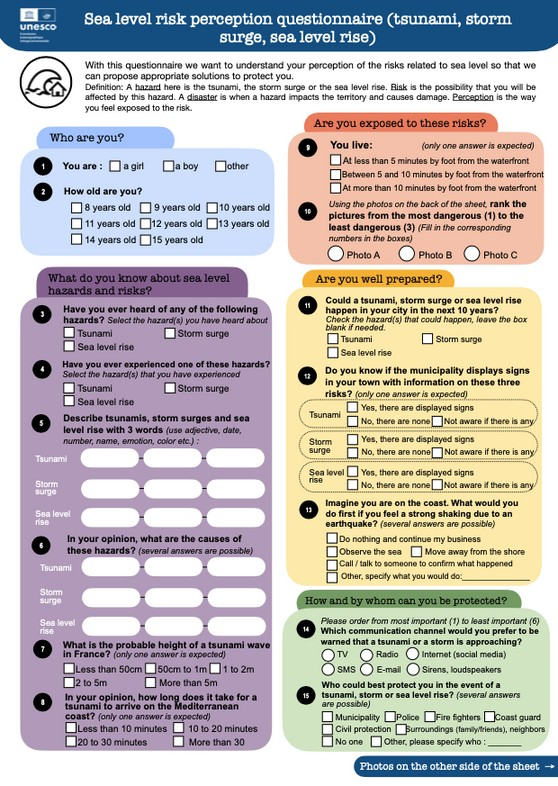 unesco
Sea level risk perception questionnaire (tsunami, storm
surge, sea level rise)
With this questionnaire we want to understand your perception of the risks related to sea level so that we
can propose appropriate solutions to protect you.
Definition: A hazard here is the tsunami, the storm surge or the sea level rise. Risk is the possibility that you will be
affected by this hazard. A disaster is when a hazard impacts the territory and causes damage. Perception is the way
you feel exposed to the risk.
Who are you?
1 You are : a girl a boy other
2 How old are you?
8 years old 9 years old 10 years old
11 years old 12 years old 13 years old
14 years old 15 years old
What do you know about sea level
hazards and risks?
3 Have you ever heard of any of the following
hazards? Select the hazard(s) you have heard about
Tsunami Storm surge
Sea level rise
4 Have you ever experienced one of these hazards?
Select the hazard(s) that you have experienced
Tsunami Storm surge
Sea level rise
5 Describe tsunamis, storm surges and sea
level rise with 3 words (use adjective, date,
number, name, emotion, color etc.) :
Tsunami
Storm
surge
Sea level
rise
6 In your opinion, what are the causes of
these hazards? (several answers are possible)
Tsunami
Storm
surge
Sea level
rise
7 What is the probable height of a tsunami wave
in France? (only one answer is expected)
Less than 50cm 50cm to 1m 1 to 2m
2 to 5m More than 5m
8 In your opinion, how long does it take for a
tsunami to arrive on the Mediterranean
coast? (only one answer is expected)
Less than 10 minutes 10 to 20 minutes
20 to 30 minutes More than 30
Are you exposed to these risks?
9 You live: (only one answer is expected)
At less than 5 minutes by foot from the waterfront
Between 5 and 10 minutes by foot from the waterfront
At more than 10 minutes by foot from the waterfront
10 Using the photos on the back of the sheet, rank the
pictures from the most dangerous (1) to the
least dangerous (3) (Fill in the corresponding
numbers in the boxes)
Photo A Photo B Photo C
Are you well prepared?
11 Could a tsunami, storm surge or sea level rise
happen in your city in the next 10 years?
Check the hazard(s) that could happen, leave the box
blank if needed.
Tsunami Storm surge
Sea level rise
12 Do you know if the municipality displays signs
in your town with information on these three
risks? (only one answer is expected)
Tsunami Yes, there are displayed signs
No, there are none Not aware if there is any
Storm
surge Yes, there are displayed signs
No, there are none Not aware if there is any
Sea level
rise Yes, there are displayed signs
No, there are none Not aware if there is any
13 Imagine you are on the coast. What would you
do first if you feel a strong shaking due to an
earthquake? (several answers are possible)
Do nothing and continue my business
Observe the sea Move away from the shore
Call / talk to someone to confirm what happened
Other, specify what you would do:
How and by whom can you be protected?
14 Please order from most important (1) to least important (6)
Which communication channel would you prefer to be
warned that a tsunami or a storm is approaching?
TV Radio Internet (social media)
SMS E-mail Sirens, loudspeakers
15 Who could best protect you in the event of a
tsunami, storm or sea level rise? (several answers
are possible)
Municipality Police Fire fighters Coast guard
Civil protection Surroundings (family/friends), neighbors
No one Other, please specify who :
Photos on the other side of the sheet →